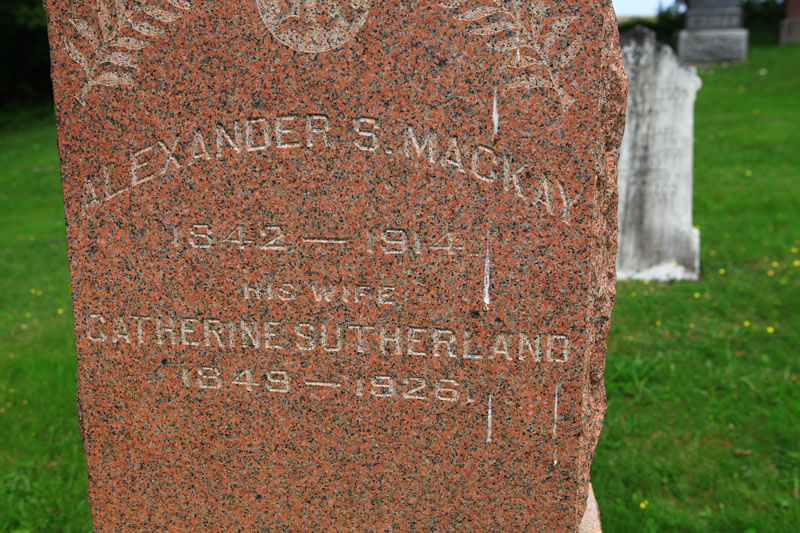 ALEXANDER S. MACKAY
1842 — 1914.
HIS WIFE
CATHERINE SUTHERLAND
1849 — 1926.